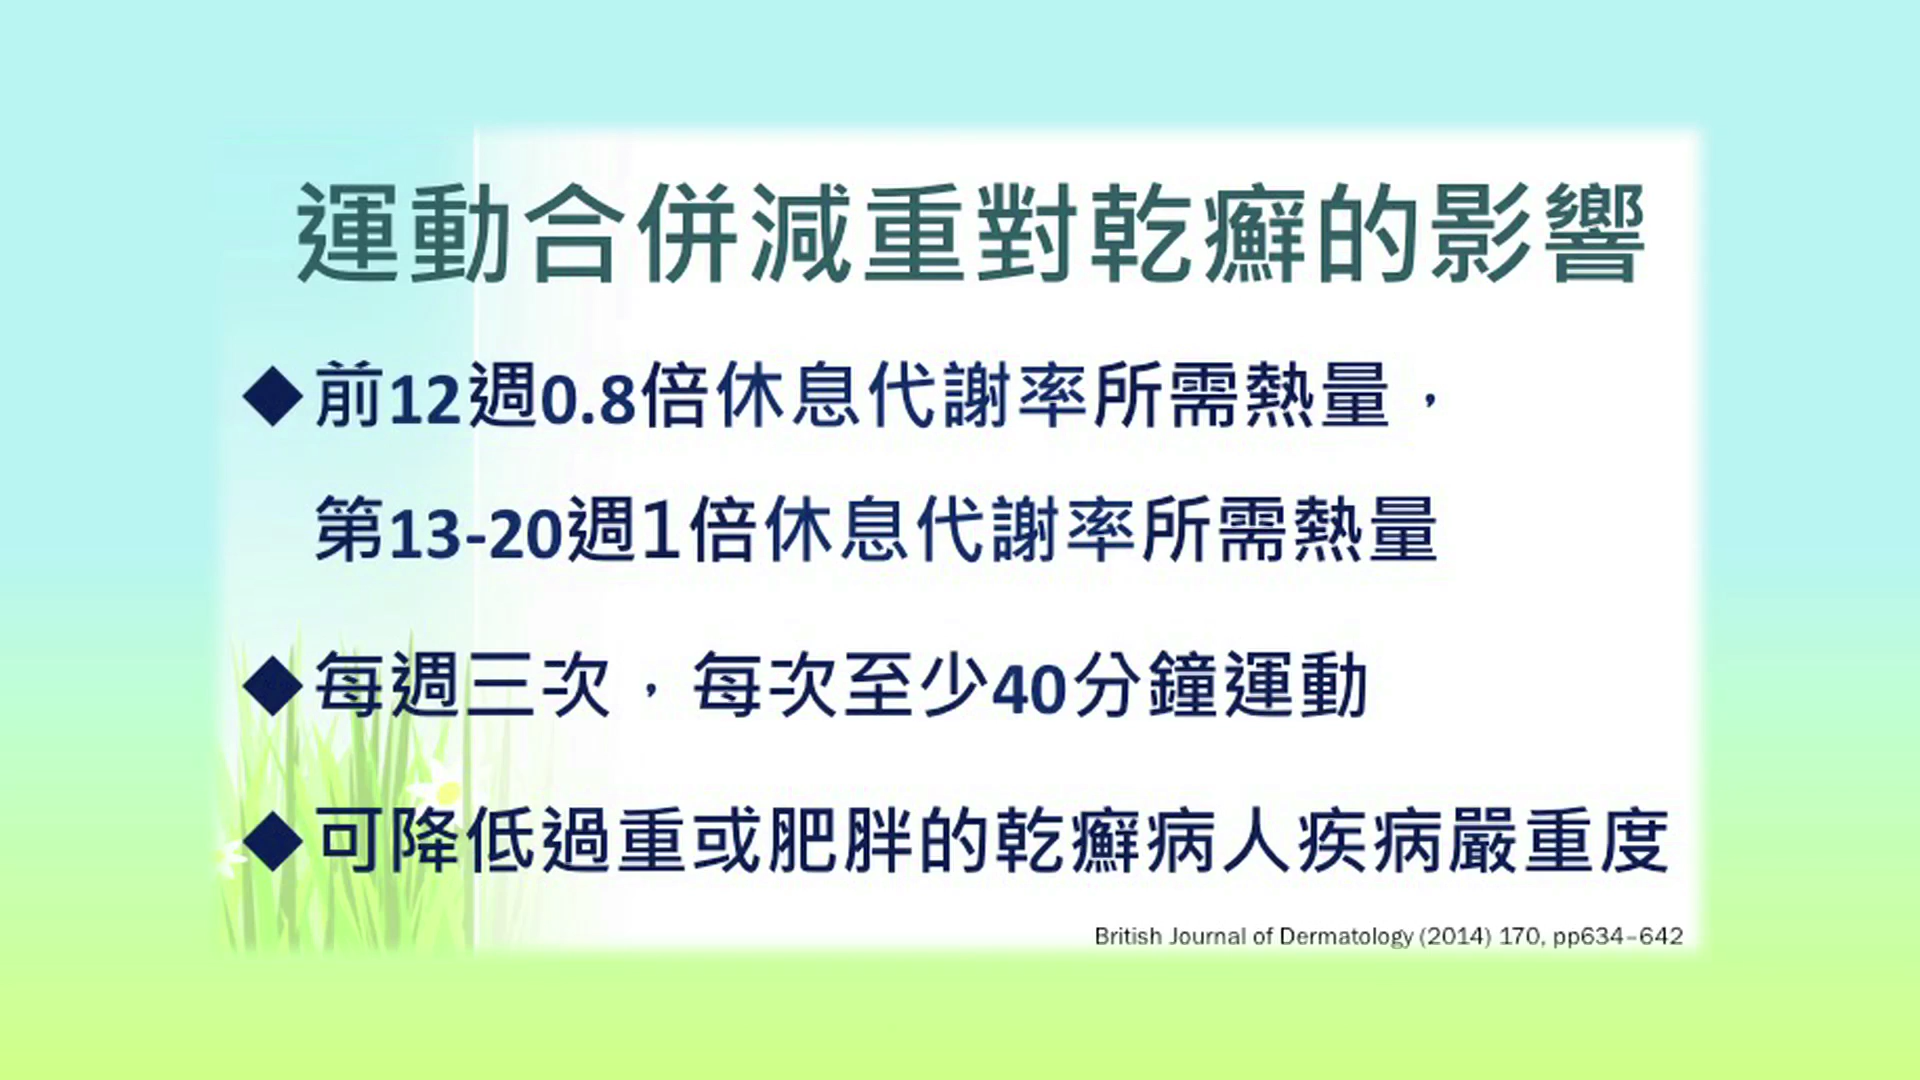 運動合併減重對乾癬的影響
◆前12週0.8倍休息代謝率所需熱量，
第13-20週1倍休息代謝率所需熱量
◆每週三次，每次至少40分鐘運動
◆可降低過重或肥胖的乾癬病人疾病嚴重度
British Journal of Dermatology (2014) 170, pp634–642